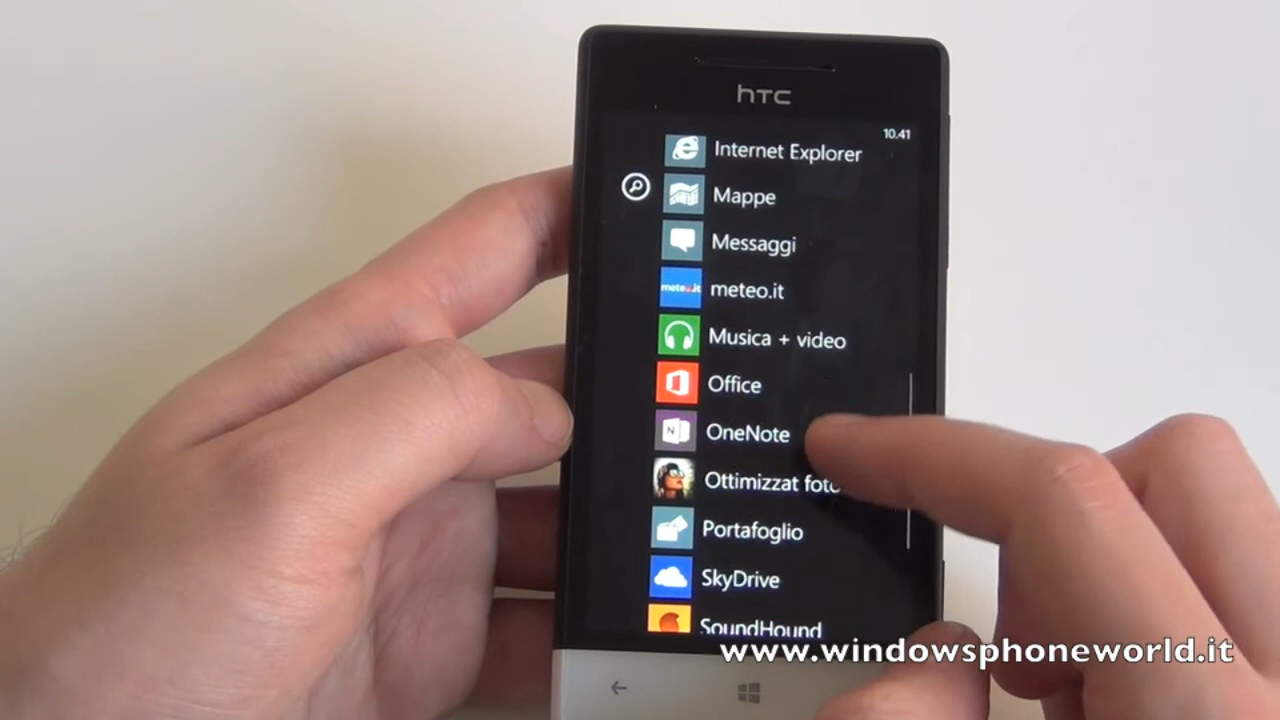 hTC
10.41
Internet Explorer
Mappe
Messaggi
meteo.it
meteo.it
Musica + video
Office
N
OneNote
Ottimizzat foto
Portafoglio
SkyDrive
SoundHound
www.windowsphoneworld.it